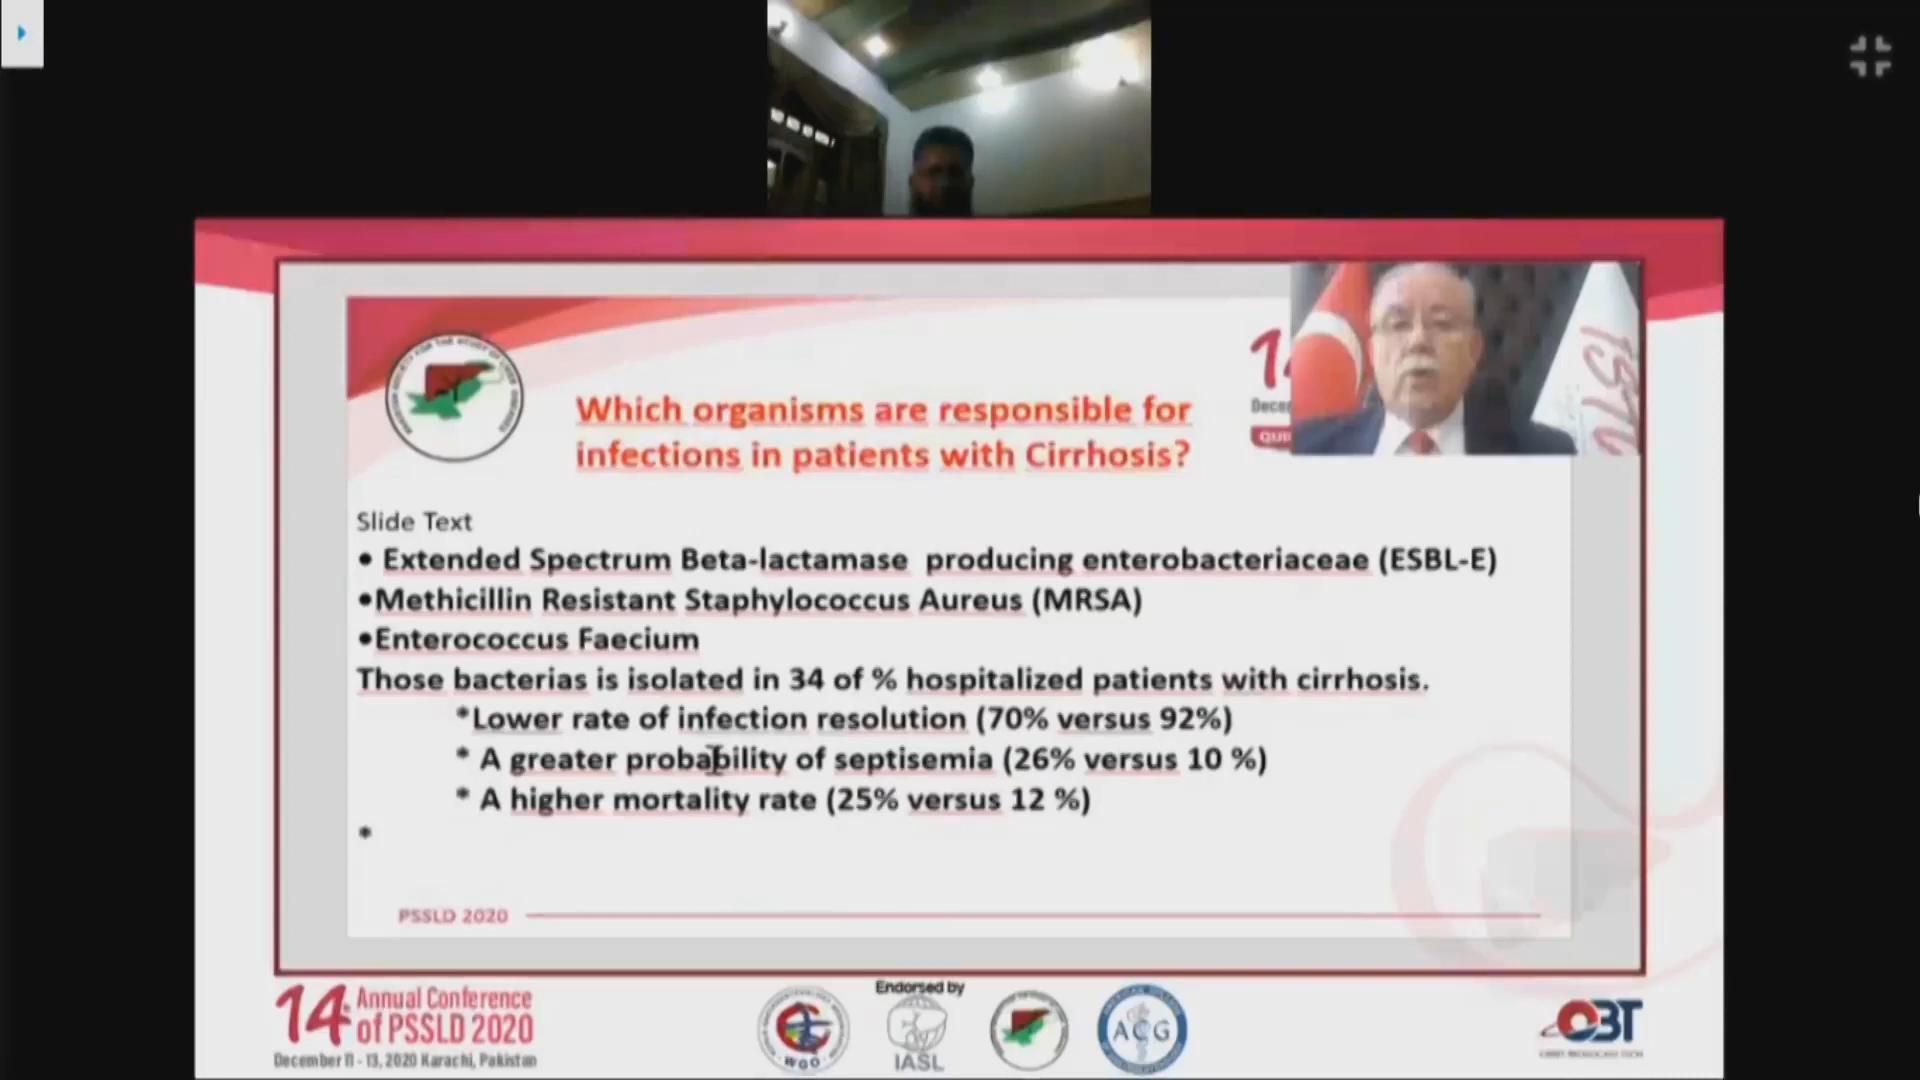 Which organisms are responsible for
infections in patients with Cirrhosis?
Slide Text
• Extended Spectrum Beta-lactamase producing enterobacteriaceae (ESBL-E)
•Methicillin Resistant Staphylococcus Aureus (MRSA)
•Enterococcus Faecium
Those bacterias is isolated in 34 of % hospitalized patients with cirrhosis.
*Lower rate of infection resolution (70% versus 92%)
* A greater probability of septisemia (26% versus 10 %)
* A higher mortality rate (25% versus 12 %)
*
PSSLD 2020
14 Annual Conference
of PSSLD 2020
December 11 - 13, 2020 Karachi, Pakistan
Endorsed by
WGO
IASL
ACG
OBT